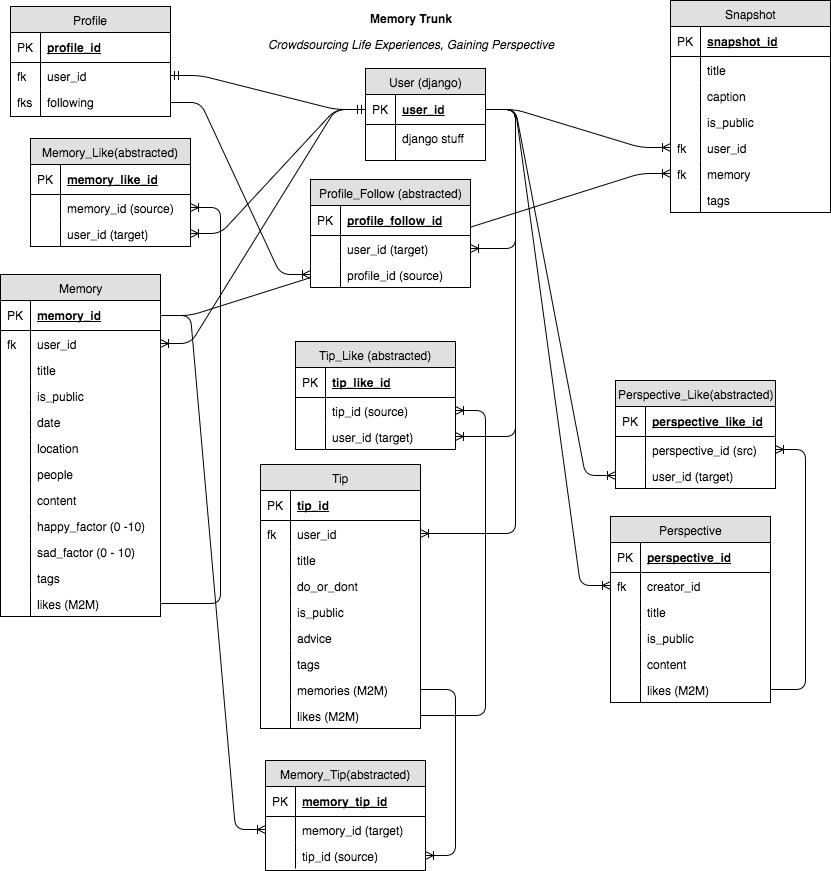 Memory Trunk
Crowdsourcing Life Experiences, Gaining Perspective
Profile
PK profile_id
fk user_id
fks following
User (django)
PK user_id
django stuff
Snapshot
PK snapshot_id
title
caption
is_public
fk user_id
fk memory
tags
Memory_Like(abstracted)
PK memory_like_id
memory_id (source)
user_id (target)
Profile_Follow (abstracted)
PK profile_follow_id
user_id (target)
profile_id (source)
Memory
PK memory_id
fk user_id
title
is_public
date
location
people
content
happy_factor (0 -10)
sad_factor (0 - 10)
tags
likes (M2M)
Tip_Like (abstracted)
PK tip_like_id
tip_id (source)
user_id (target)
Perspective_Like(abstracted)
PK perspective_like_id
perspective_id (src)
user_id (target)
Tip
PK tip_id
fk user_id
title
do_or_dont
is_public
advice
tags
memories (M2M)
likes (M2M)
Perspective
PK perspective_id
fk creator_id
title
is_public
content
likes (M2M)
Memory_Tip(abstracted)
PK memory_tip_id
memory_id (target)
tip_id (source)